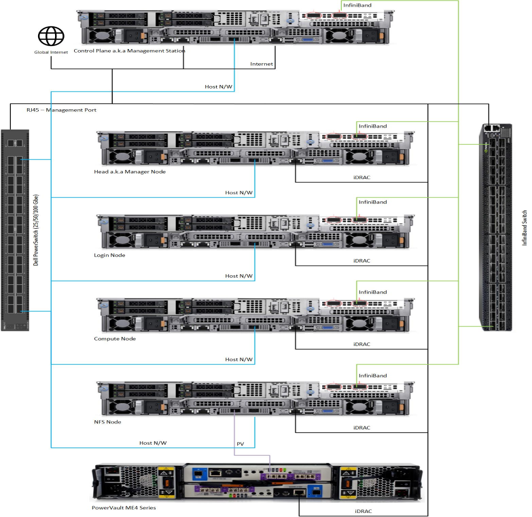 InfiniBand
Global Internet
Control Plane a.k.a Management Station
Internet
Host N/W
RJ45 – Management Port
InfiniBand
Head a.k.a Manager Node
iDRAC
Host N/W
InfiniBand
Login Node
iDRAC
Host N/W
Dell PowerSwitch (25/50/100 Gbe)
InfiniBand Switch
InfiniBand
Compute Node
iDRAC
Host N/W
InfiniBand
NFS Node
iDRAC
Host N/W
PV
PowerVault ME4 Series
iDRAC